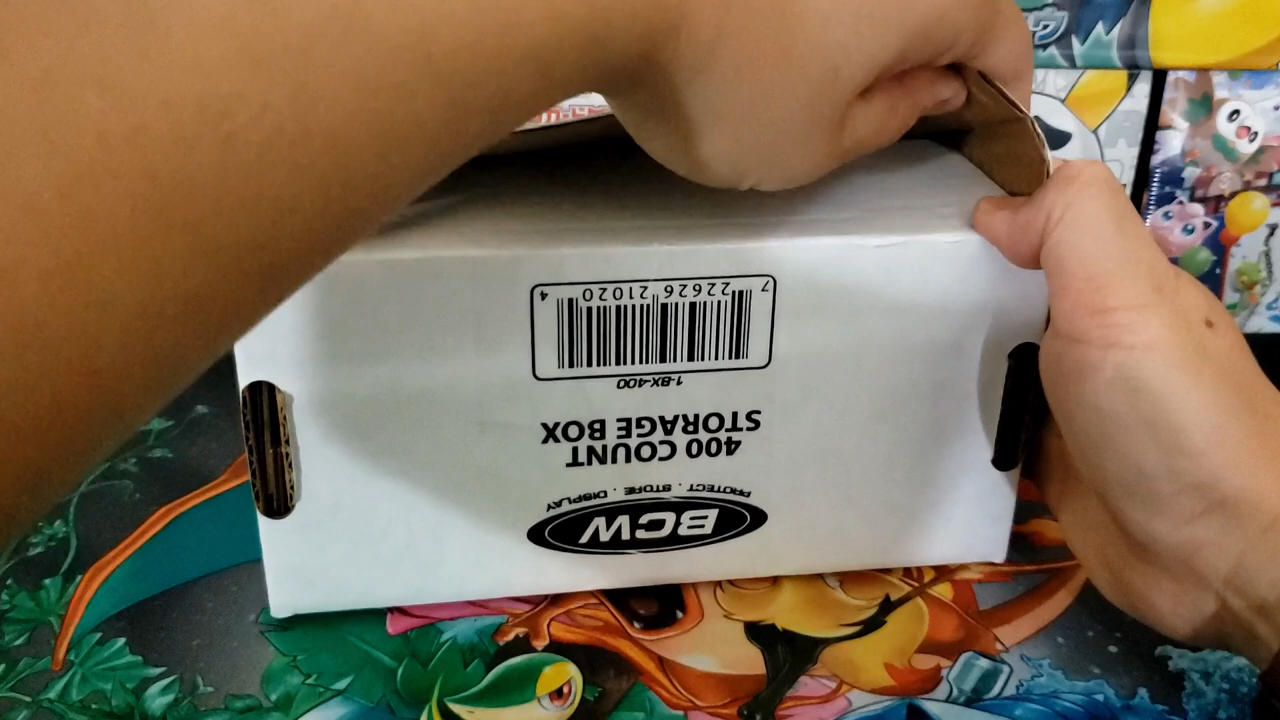 BCW
PROTECT . STORE . DISPLAY
400 COUNT
STORAGE BOX
1-BX-400
7 22626 21020 4